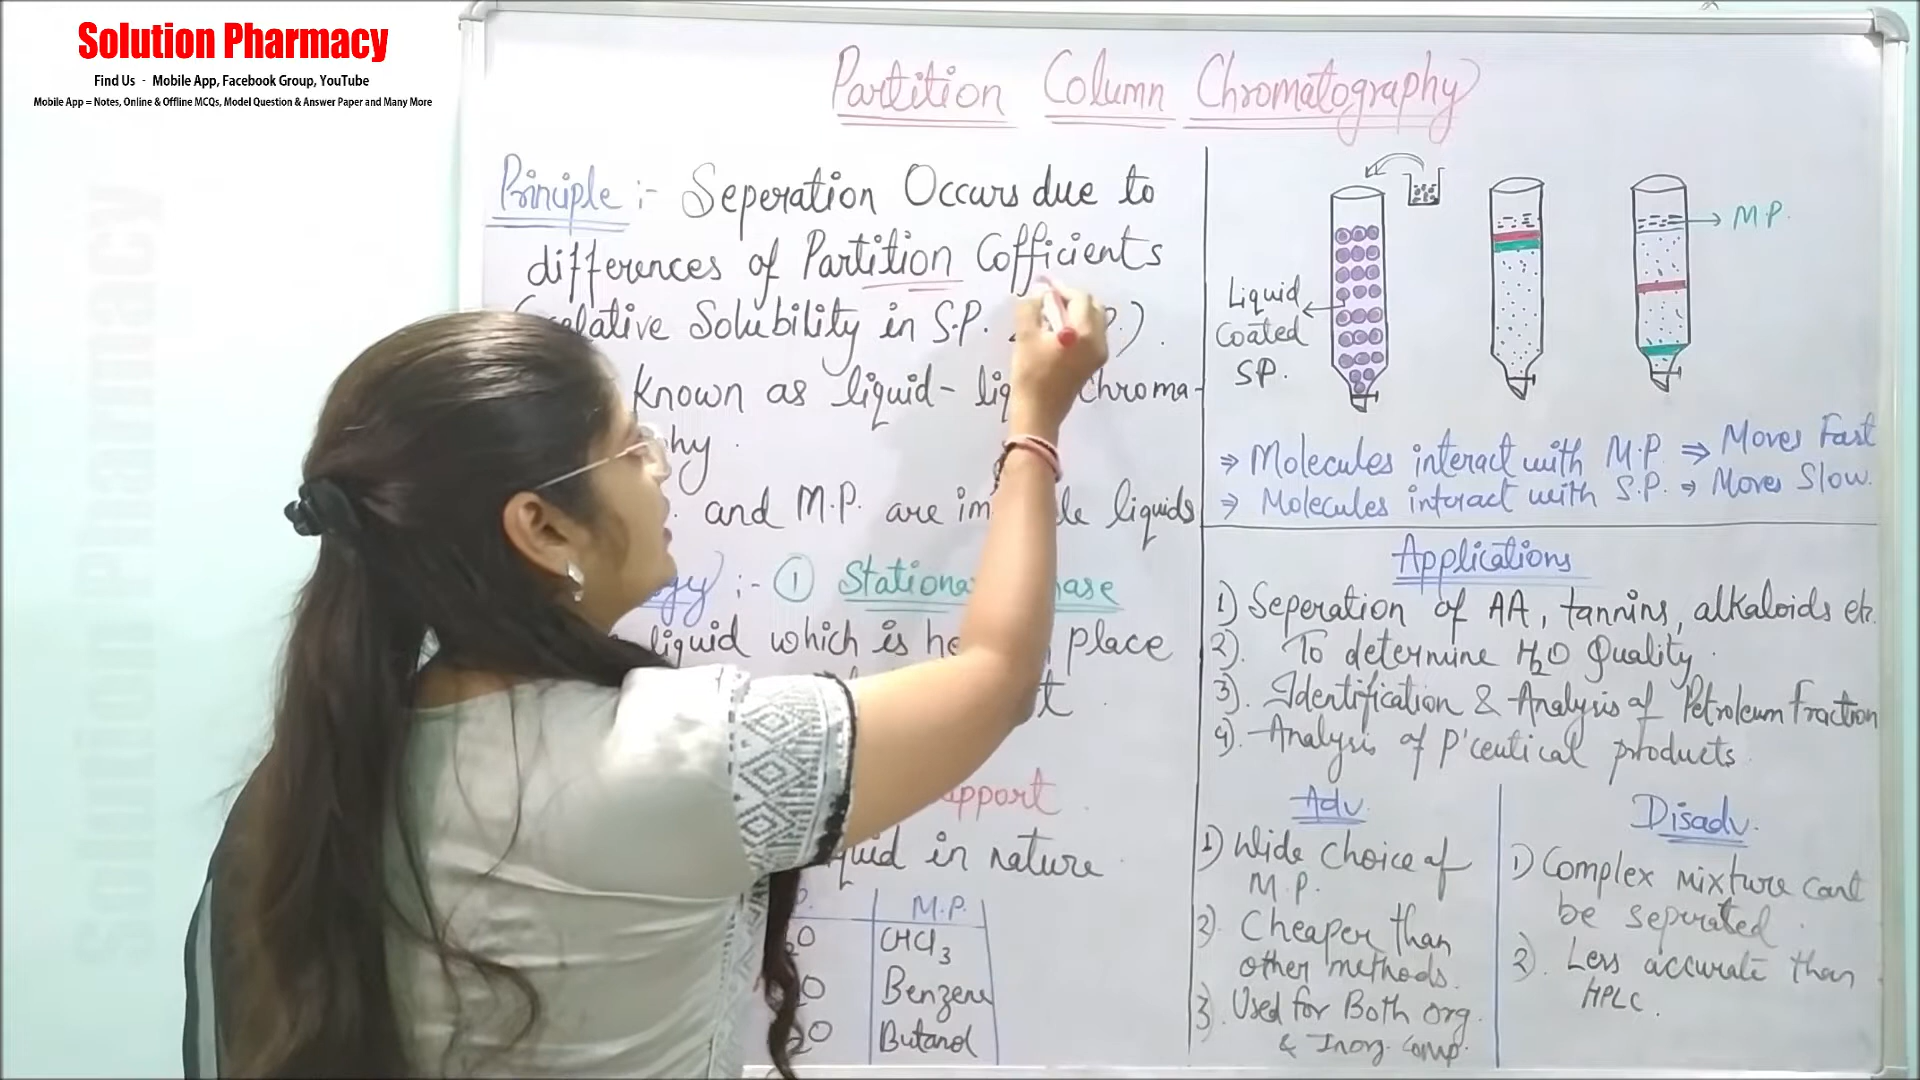 Solution Pharmacy
Find Us - Mobile App, Facebook Group, YouTube
Mobile App = Notes, Online & Offline MCQs, Model Question & Answer Paper and Many More
Solution Pharmacy
Partition Column Chromatography
Principle :- Seperation Occurs due to
differences of Partition Cofficients
relative Solubility in S.P.
known as liquid-
Chroma-
and M.P. are
liquids
:- ① Stationa
liquid which is
place
in nature
M.P.
CHCl3
Benzene
Butanol
Liquid
Coated
SP.
M.P.
⇒ Molecules interact with M.P. ⇒ Moves Fast
⇒ Molecules interact with S.P. ⇒ Moves Slow.
Applications
1) Seperation of AA, tannins, alkaloids etc.
2). To determine H2O Quality.
3). Identification & Analysis of Petroleum fraction
4). Analysis of P'ceutical products
Adv.
1) Wide choice of
M.P.
2). Cheaper than
other methods.
3). Used for Both org.
& Inorg. comp.
Disadv.
1) Complex mixture cant
be seperated.
2). Less accurate than
HPLC.